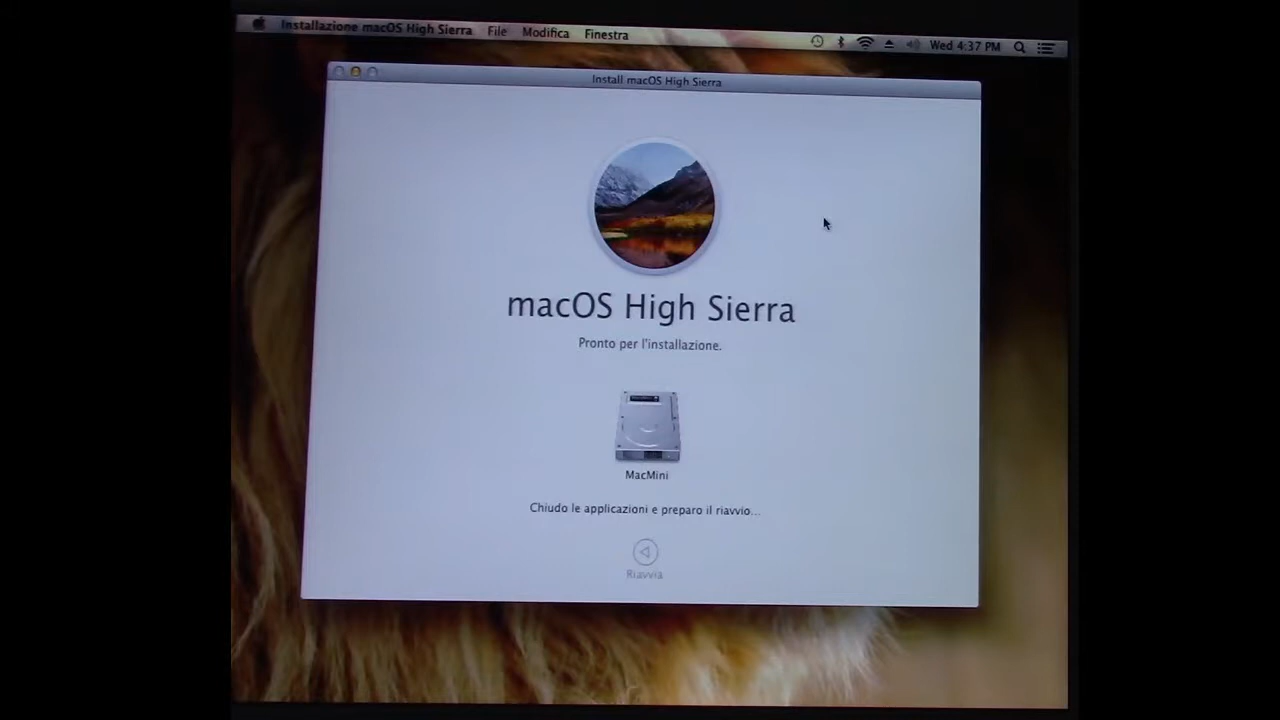 Installazione macOS High Sierra File Modifica Finestra Wed 4:37 PM
Install macOS High Sierra
macOS High Sierra
Pronto per l'installazione.
MacMini
Chiudo le applicazioni e preparo il riavvio...
Riavvia